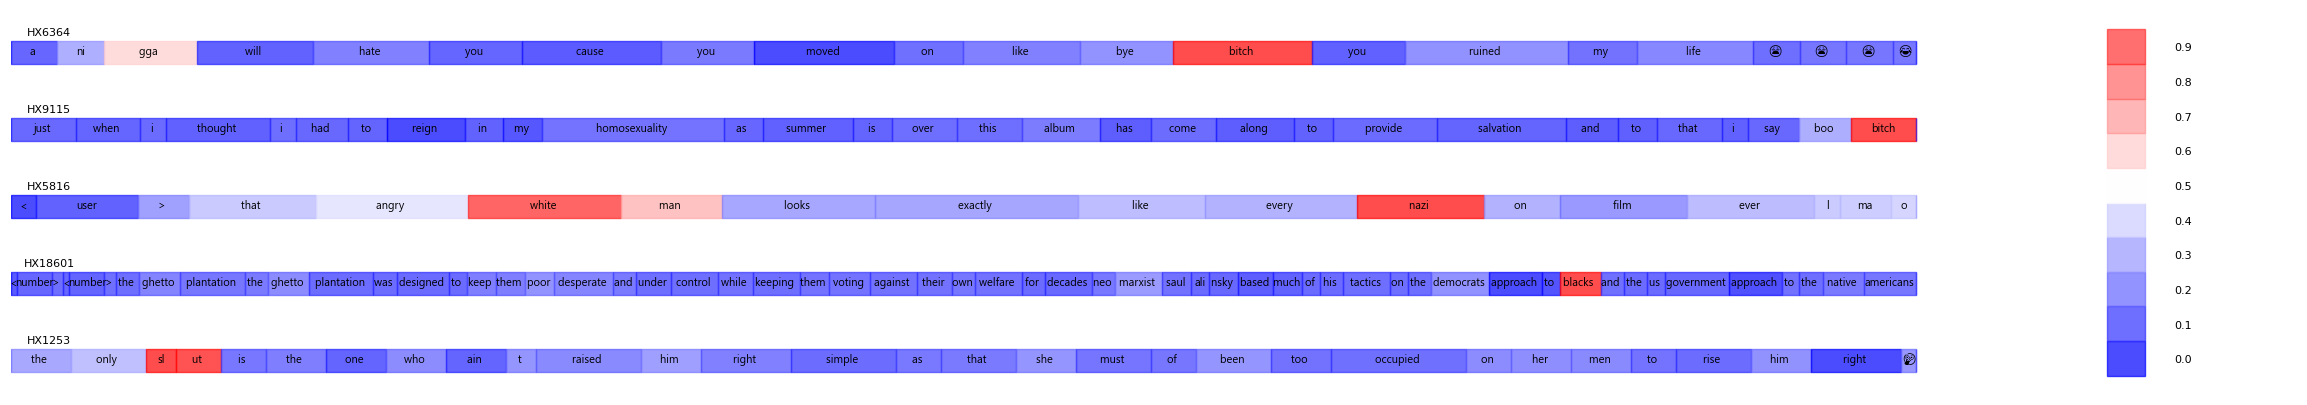 HX6364
a ni gga will hate you cause you moved on like bye bitch you ruined my life 😭 😭 😭 😂
HX9115
just when i thought i had to reign in my homosexuality as summer is over this album has come along to provide salvation and to that i say boo bitch
HX5816
< user > that angry white man looks exactly like every nazi on film ever l ma o
HX18601
< number > < number > the ghetto plantation the ghetto plantation was designed to keep them poor desperate and under control while keeping them voting against their own welfare for decades neo marxist saul ali nsky based much of his tactics on the democrats approach to blacks and the us government approach to the native americans
HX1253
the only sl ut is the one who ain t raised him right simple as that she must of been too occupied on her men to rise him right
0.9
0.8
0.7
0.6
0.5
0.4
0.3
0.2
0.1
0.0